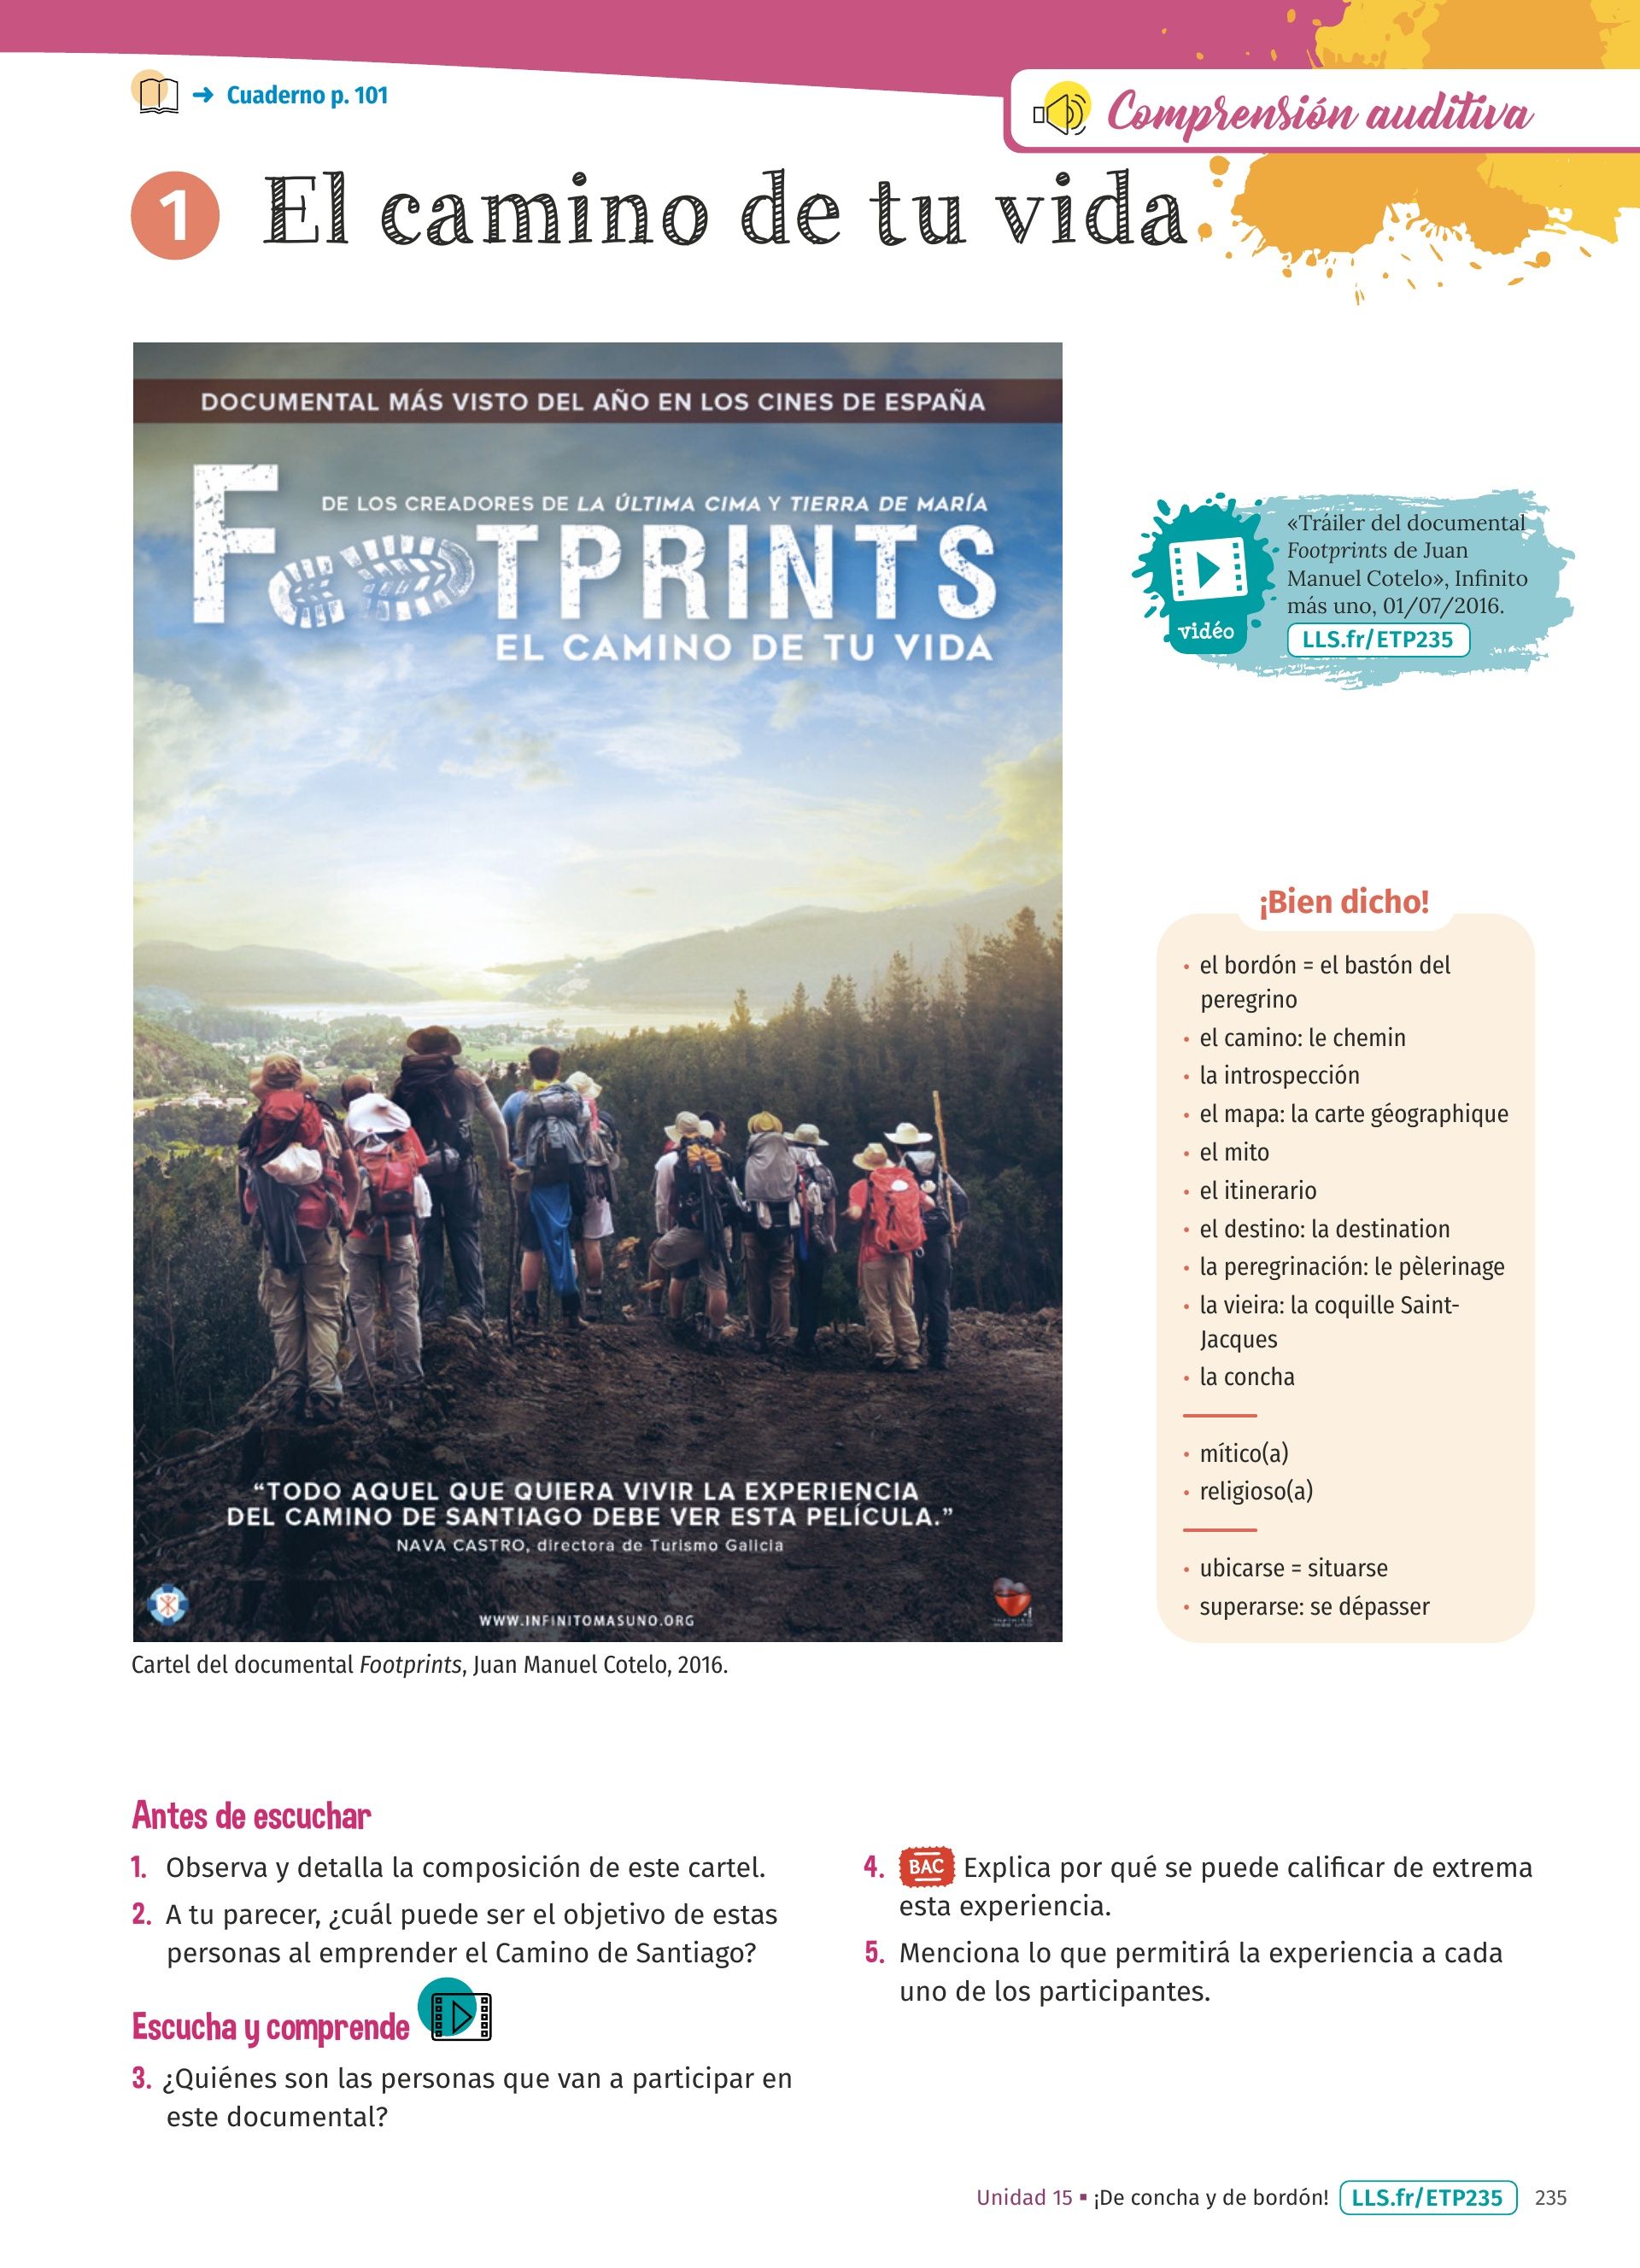 → Cuaderno p. 101
Comprensión auditiva
1 El camino de tu vida
DOCUMENTAL MÁS VISTO DEL AÑO EN LOS CINES DE ESPAÑA
DE LOS CREADORES DE LA ÚLTIMA CIMA Y TIERRA DE MARÍA
FOOTPRINTS
EL CAMINO DE TU VIDA
“TODO AQUEL QUE QUIERA VIVIR LA EXPERIENCIA
DEL CAMINO DE SANTIAGO DEBE VER ESTA PELÍCULA.”
NAVA CASTRO, directora de Turismo Galicia
WWW.INFINITOMASUNO.ORG
Cartel del documental Footprints, Juan Manuel Cotelo, 2016.
vidéo
«Tráiler del documental
Footprints de Juan
Manuel Cotelo», Infinito
más uno, 01/07/2016.
LLS.fr/ETP235
¡Bien dicho!
• el bordón = el bastón del
peregrino
• el camino: le chemin
• la introspección
• el mapa: la carte géographique
• el mito
• el itinerario
• el destino: la destination
• la peregrinación: le pèlerinage
• la vieira: la coquille Saint-
Jacques
• la concha
• mítico(a)
• religioso(a)
• ubicarse = situarse
• superarse: se dépasser
Antes de escuchar
1. Observa y detalla la composición de este cartel.
2. A tu parecer, ¿cuál puede ser el objetivo de estas
personas al emprender el Camino de Santiago?
Escucha y comprende
3. ¿Quiénes son las personas que van a participar en
este documental?
4. BAC Explica por qué se puede calificar de extrema
esta experiencia.
5. Menciona lo que permitirá la experiencia a cada
uno de los participantes.
Unidad 15 ▪ ¡De concha y de bordón! LLS.fr/ETP235 235